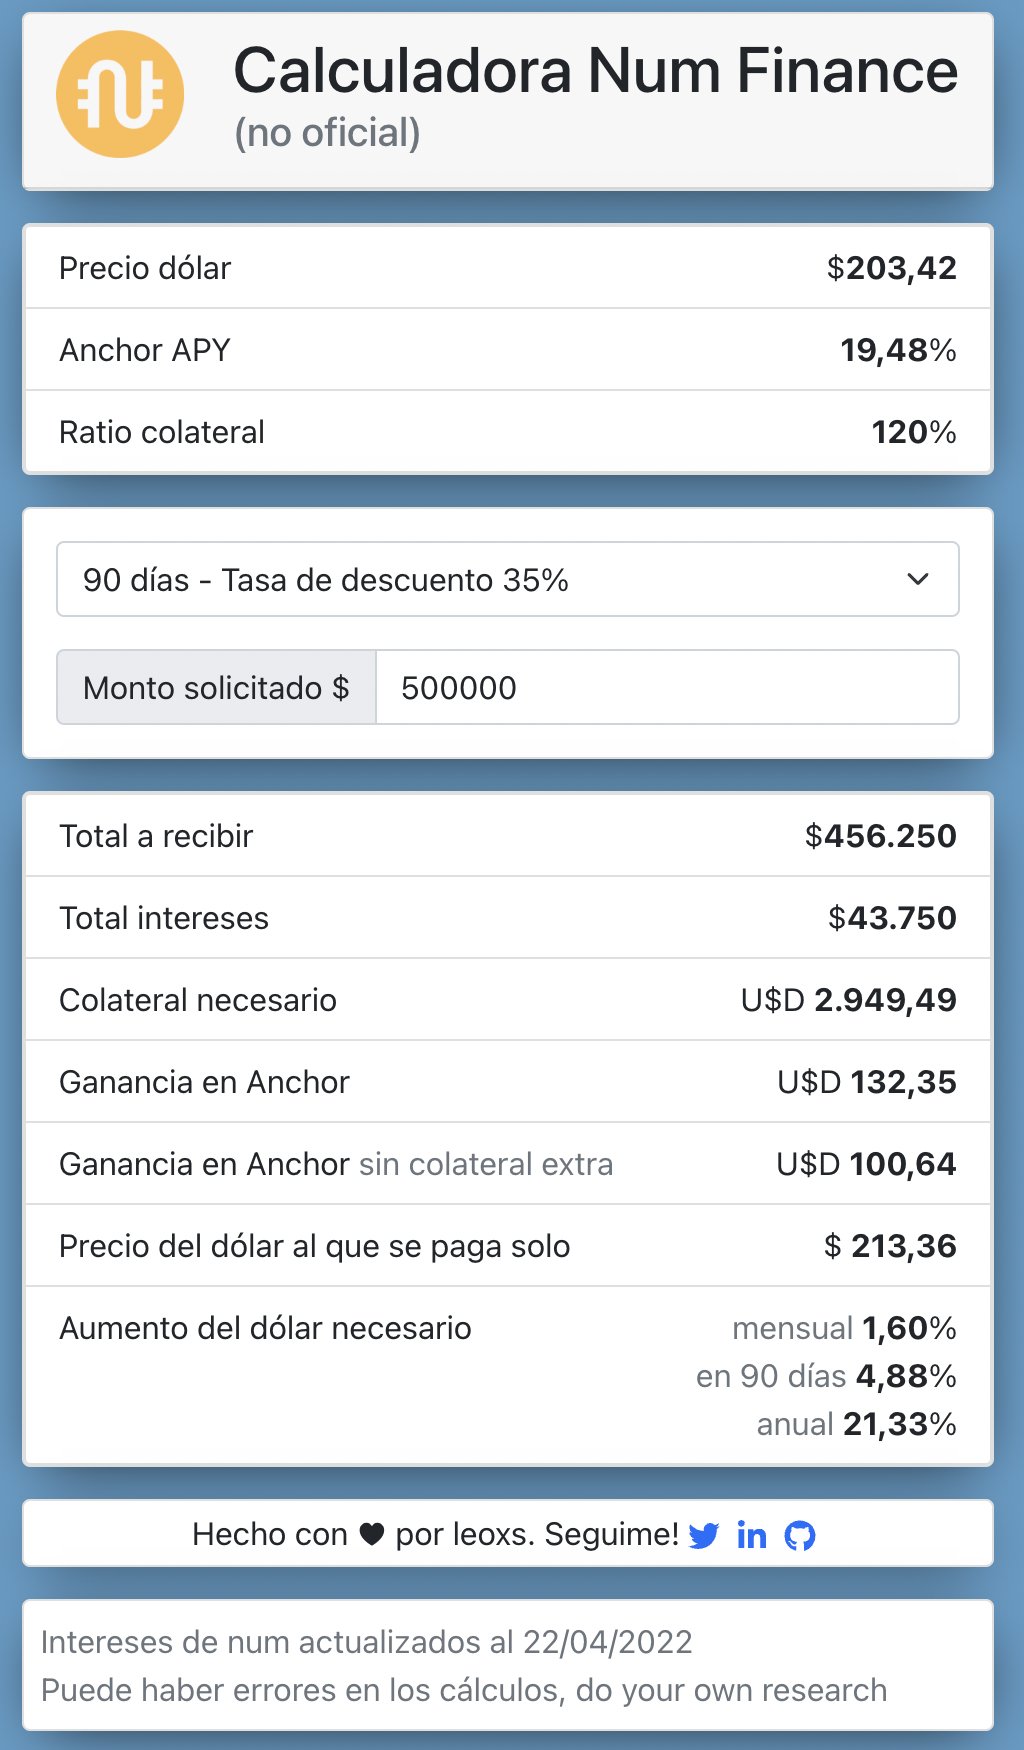 Calculadora Num Finance
(no oficial)
Precio dólar $203,42
Anchor APY 19,48%
Ratio colateral 120%
90 días - Tasa de descuento 35%
Monto solicitado $ 500000
Total a recibir $456.250
Total intereses $43.750
Colateral necesario U$D 2.949,49
Ganancia en Anchor U$D 132,35
Ganancia en Anchor sin colateral extra U$D 100,64
Precio del dólar al que se paga solo $ 213,36
Aumento del dólar necesario mensual 1,60%
en 90 días 4,88%
anual 21,33%
Hecho con ♥ por leoxs. Seguime!
Intereses de num actualizados al 22/04/2022
Puede haber errores en los cálculos, do your own research